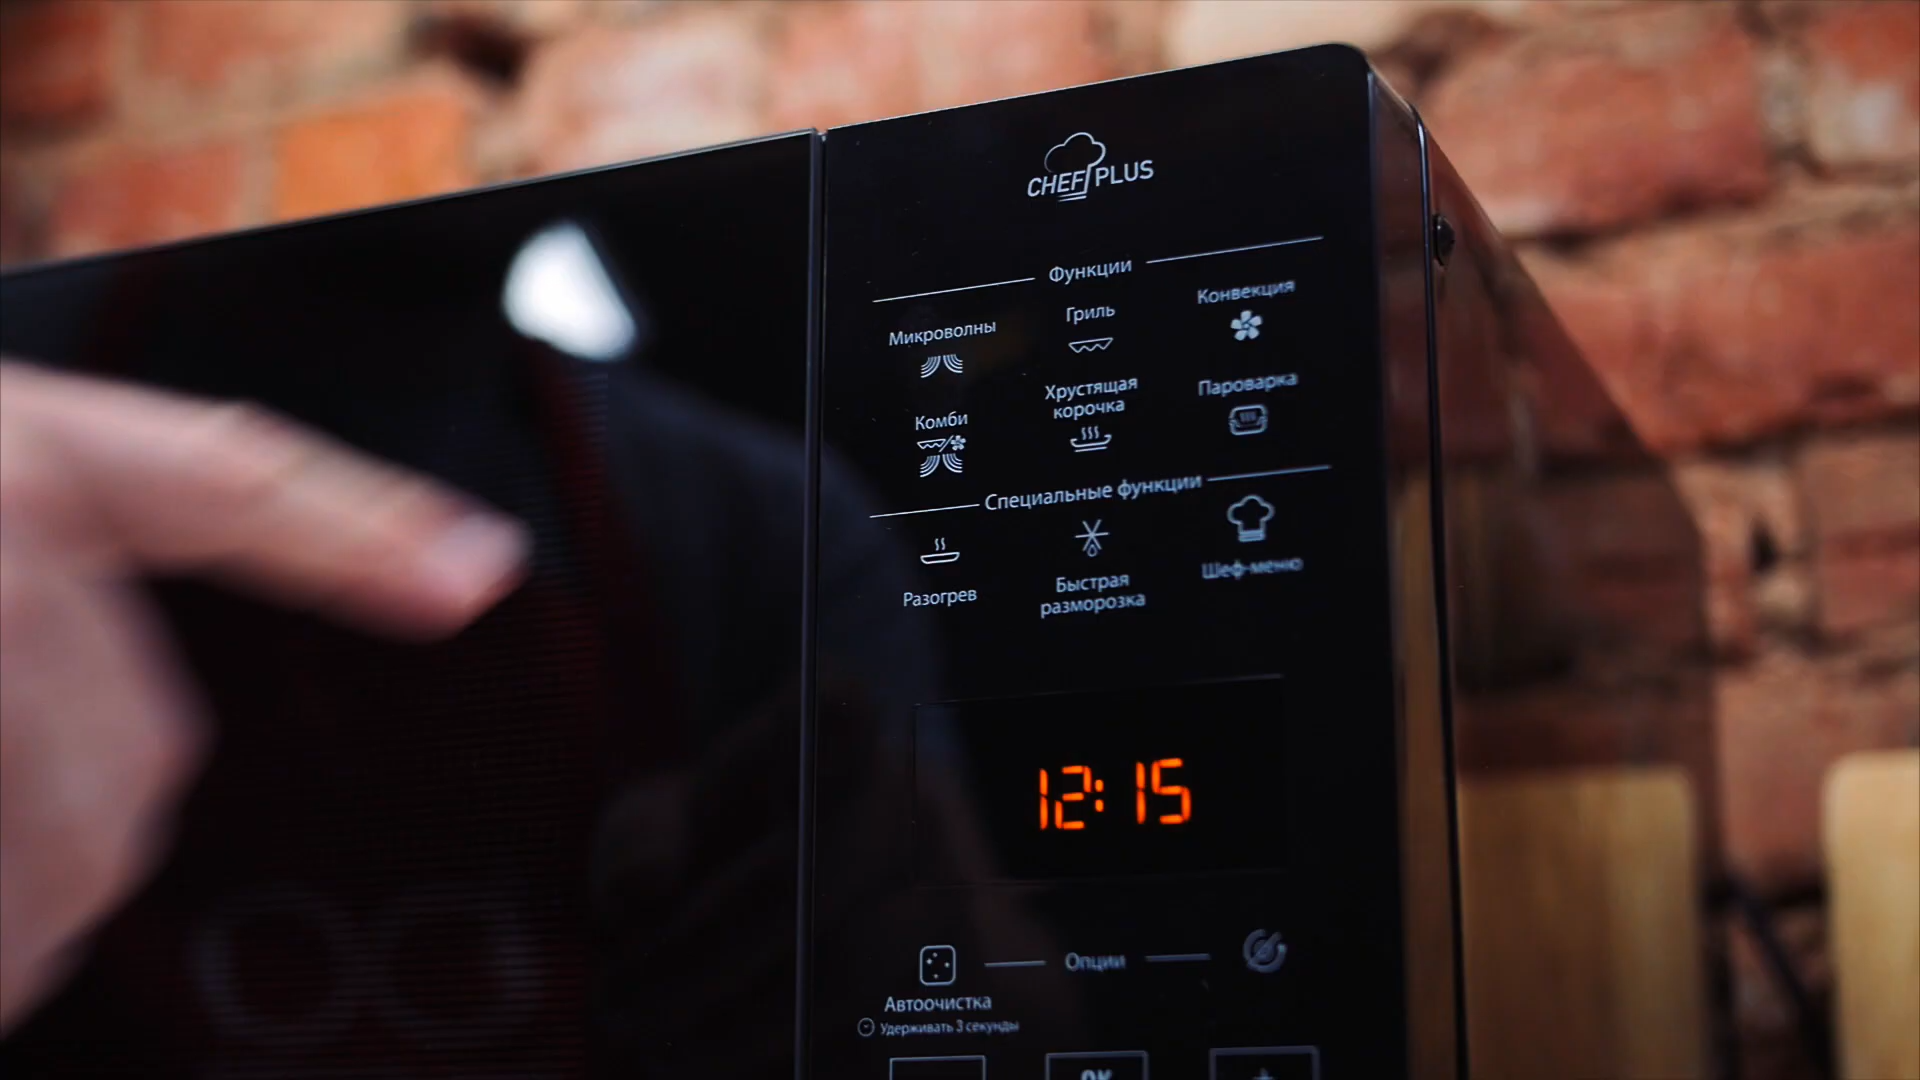 CHEF PLUS
Функции
Микроволны
Гриль
Конвекция
Комби
Хрустящая
корочка
Пароварка
Специальные функции
Разогрев
Быстрая
разморозка
Шеф-меню
12:15
Опции
Автоочистка
Удерживать 3 секунды
OK
+